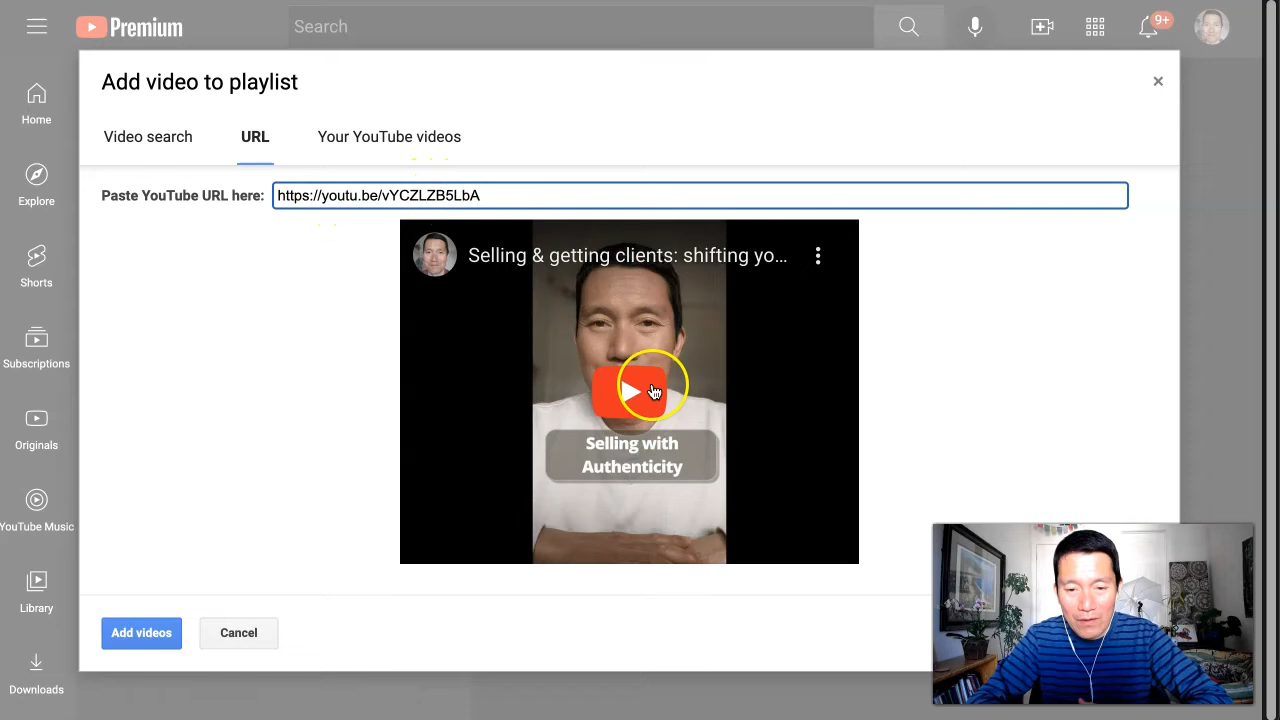 Premium
Search
9+
Add video to playlist
×
Video search
URL
Your YouTube videos
Paste YouTube URL here:
https://youtu.be/vYCZLZB5LbA
Selling & getting clients: shifting yo...
Selling with
Authenticity
Add videos
Cancel
Home
Explore
Shorts
Subscriptions
Originals
YouTube Music
Library
Downloads